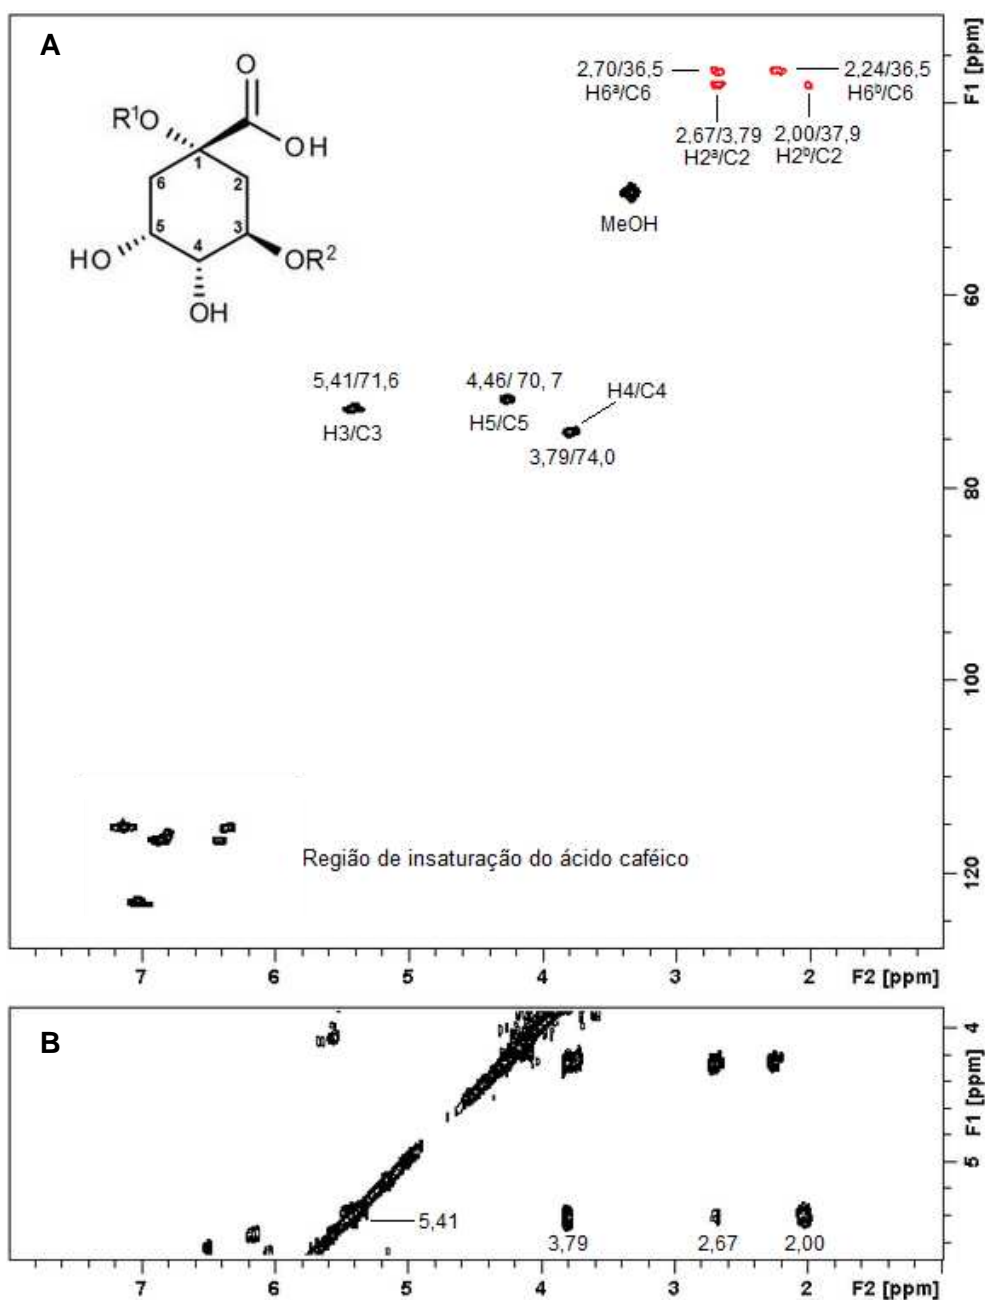 A
O
R¹O
OH
1
6
2
5
3
4
HO
OR²
OH
2,70/36,5
H6ª/C6
2,24/36,5
H6ᵇ/C6
2,67/3,79
H2ª/C2
2,00/37,9
H2ᵇ/C2
MeOH
5,41/71,6
H3/C3
4,46/ 70, 7
H5/C5
H4/C4
3,79/74,0
Região de insaturação do ácido caféico
F1 [ppm]
60
80
100
120
7 6 5 4 3 2 F2 [ppm]
B
5,41
3,79 2,67 2,00
4
F1 [ppm]
5
7 6 5 4 3 2 F2 [ppm]